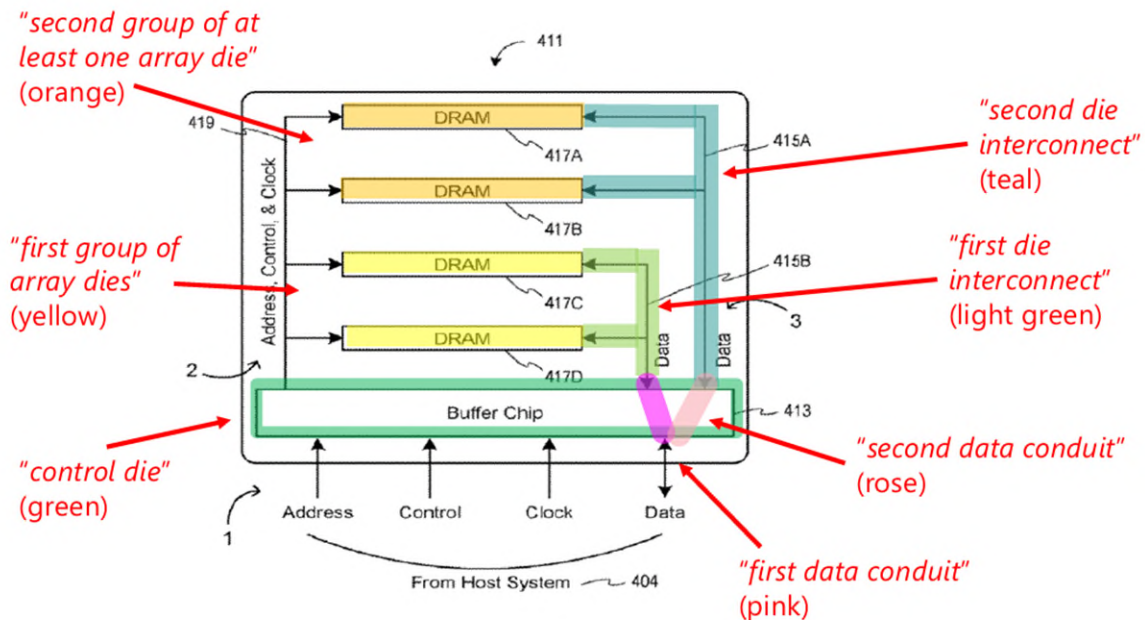 "second group of at
least one array die"
(orange)
411
419
DRAM
417A
415A
"second die
interconnect"
(teal)
DRAM
417B
Address, Control, & Clock
"first group of
array dies"
(yellow)
DRAM
417C
415B
"first die
interconnect"
(light green)
DRAM
417D
Data
Data
3
2
Buffer Chip
413
"control die"
(green)
"second data conduit"
(rose)
1
Address
Control
Clock
Data
From Host System
404
"first data conduit"
(pink)